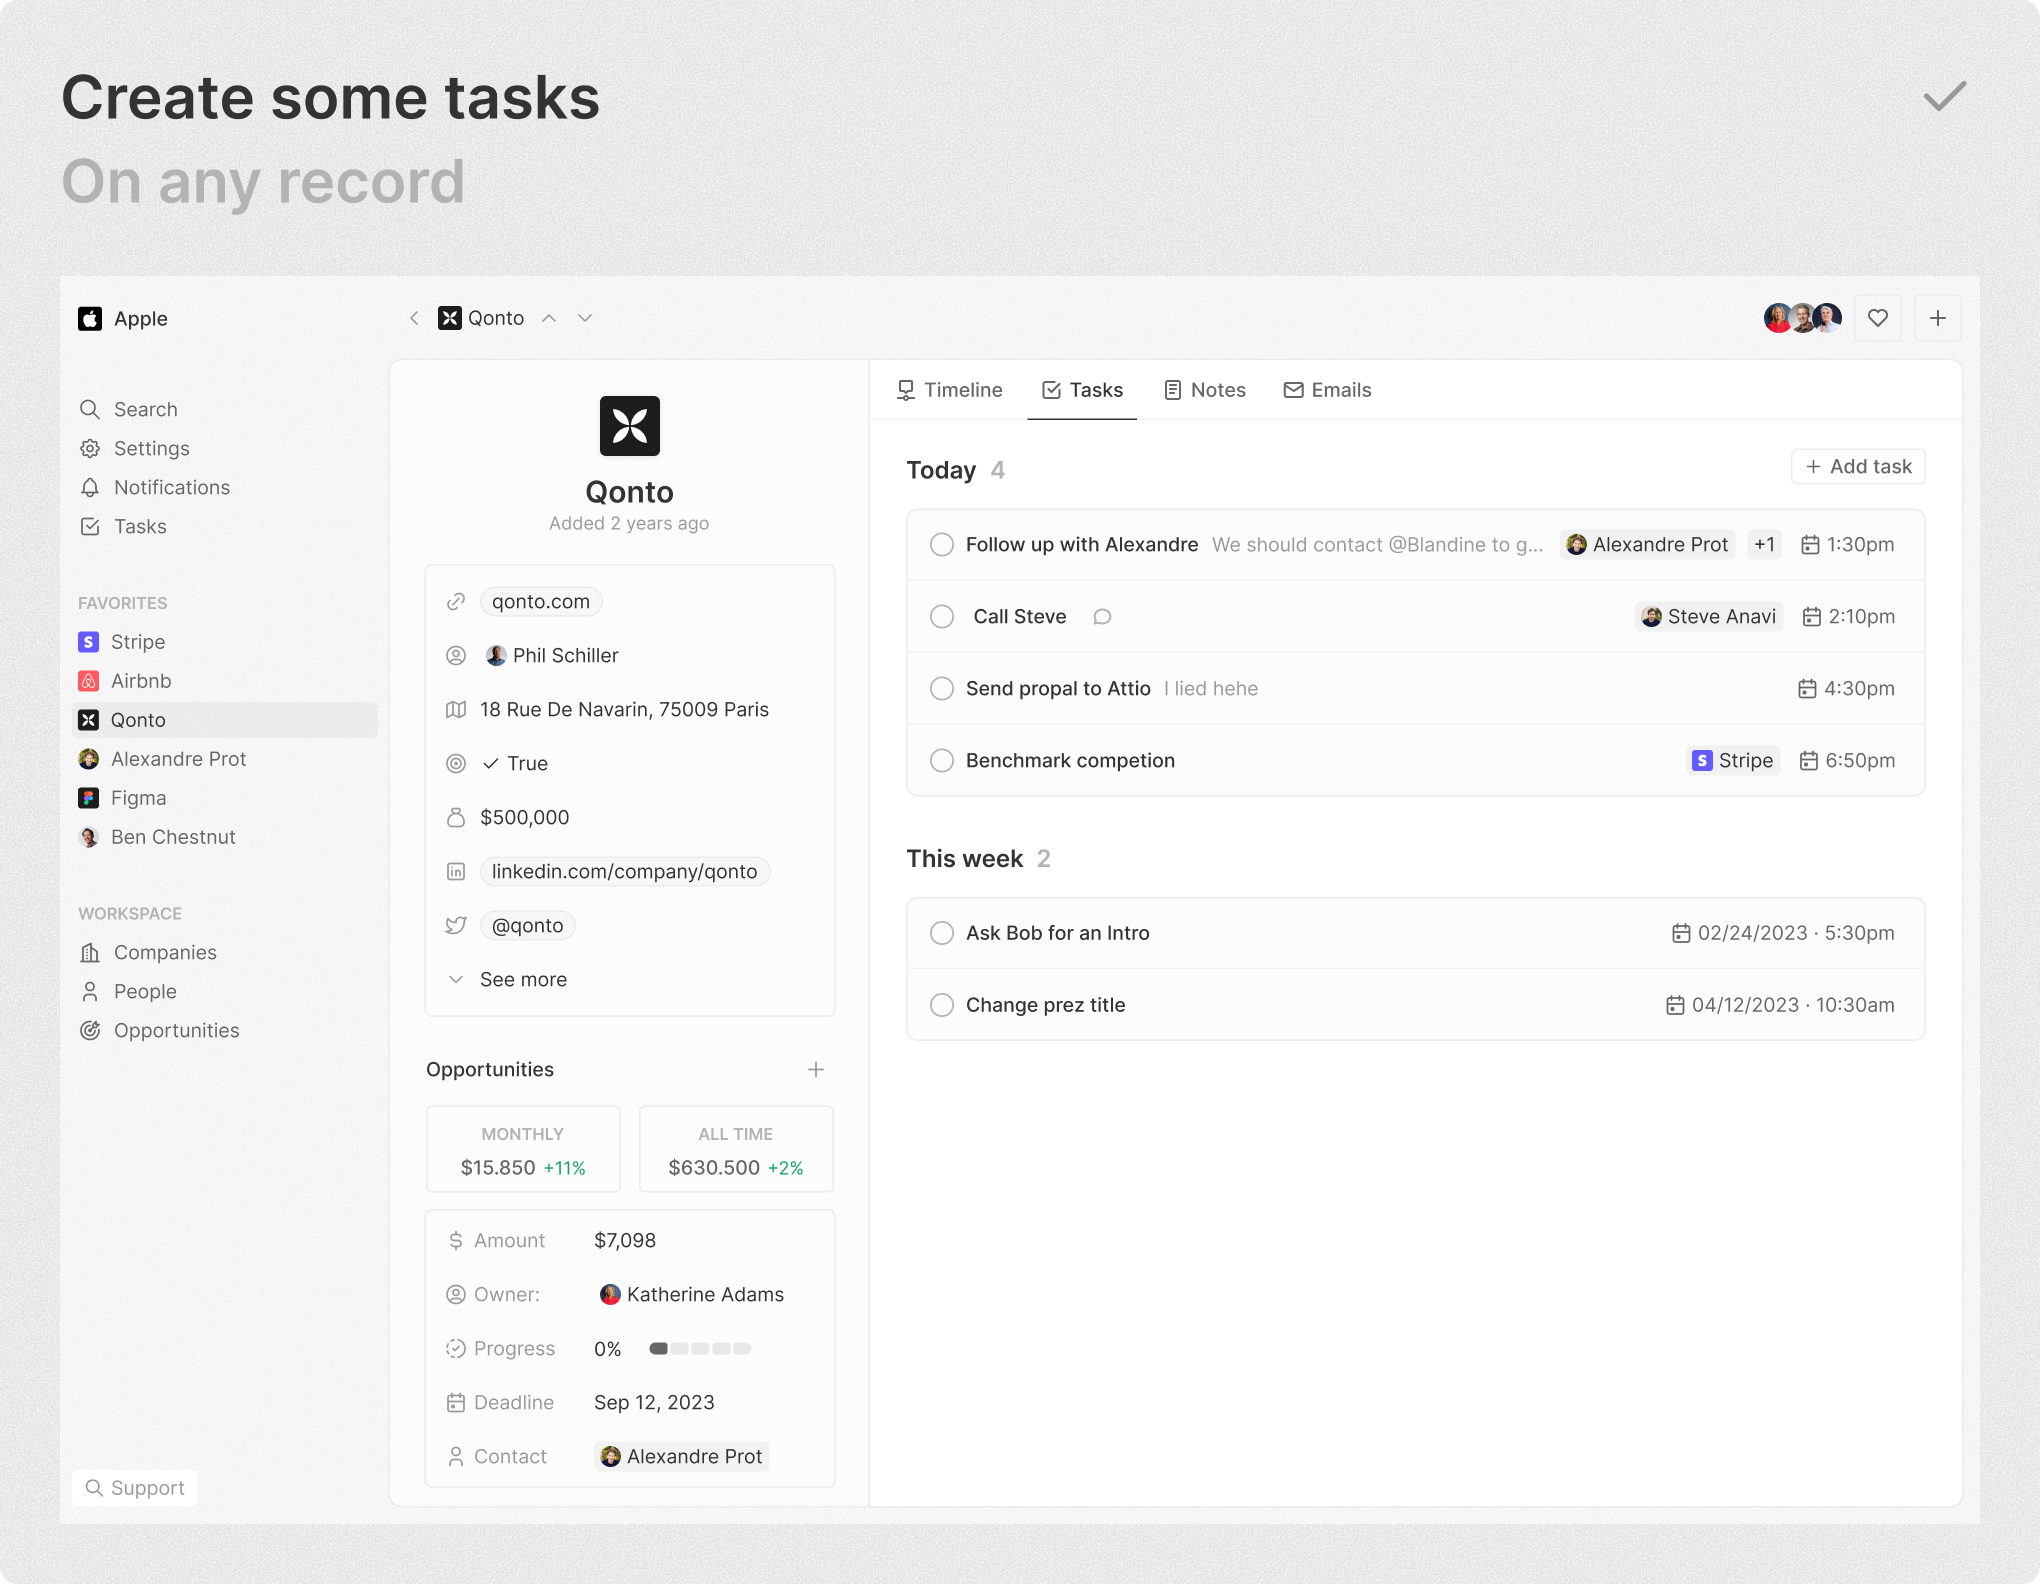 Create some tasks
On any record
Apple
Qonto
Search
Settings
Notifications
Tasks
FAVORITES
Stripe
Airbnb
Qonto
Alexandre Prot
Figma
Ben Chestnut
WORKSPACE
Companies
People
Opportunities
Support
Qonto
Added 2 years ago
qonto.com
Phil Schiller
18 Rue De Navarin, 75009 Paris
True
$500,000
linkedin.com/company/qonto
@qonto
See more
Opportunities
MONTHLY
$15.850 +11%
ALL TIME
$630.500 +2%
Amount $7,098
Owner: Katherine Adams
Progress 0%
Deadline Sep 12, 2023
Contact Alexandre Prot
Timeline Tasks Notes Emails
Today 4 Add task
Follow up with Alexandre We should contact @Blandine to g... Alexandre Prot +1 1:30pm
Call Steve Steve Anavi 2:10pm
Send propal to Attio I lied hehe 4:30pm
Benchmark competion S Stripe 6:50pm
This week 2
Ask Bob for an Intro 02/24/2023 · 5:30pm
Change prez title 04/12/2023 · 10:30am